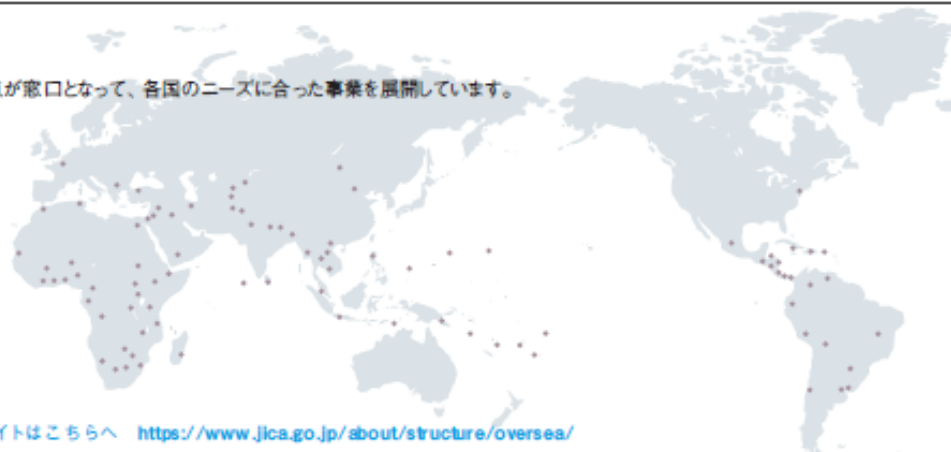 が窓口となって、各国のニーズに合った事業を展開しています。
イトはこちらへ https://www.jica.go.jp/about/structure/oversea/